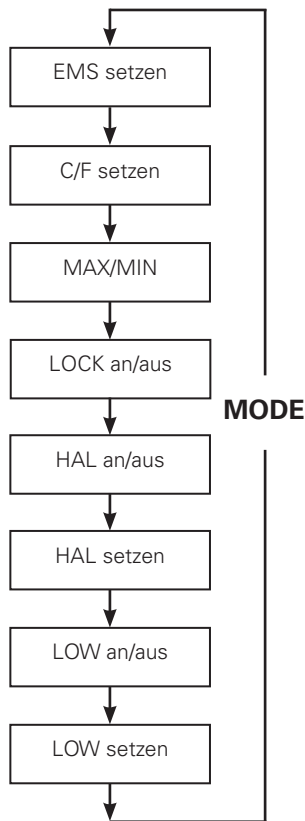 EMS setzen
C/F setzen
MAX/MIN
LOCK an/aus
MODE
HAL an/aus
HAL setzen
LOW an/aus
LOW setzen